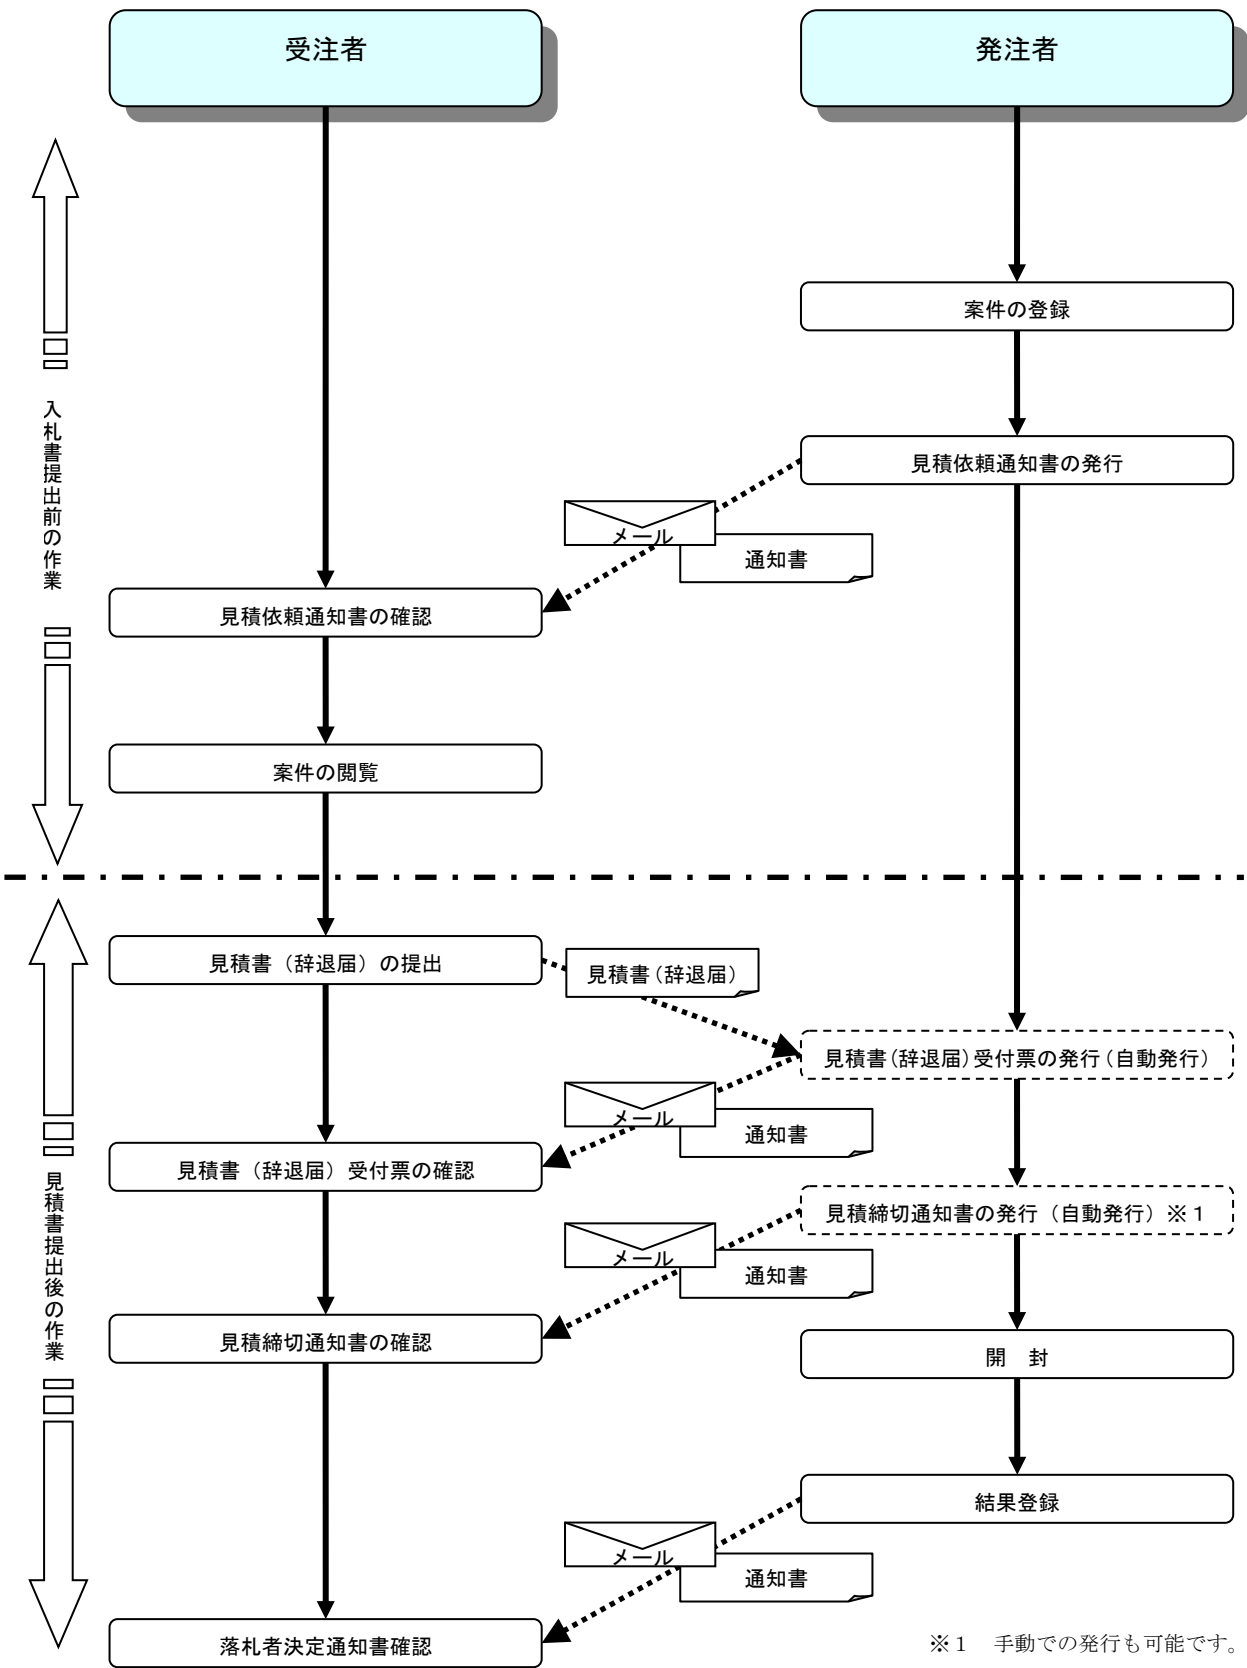 受注者
発注者
案件の登録
見積依頼通知書の発行
メール
通知書
見積依頼通知書の確認
案件の閲覧
入札書提出前の作業
見積書（辞退届）の提出
見積書（辞退届）
見積書（辞退届）受付票の発行（自動発行）
メール
通知書
見積書（辞退届）受付票の確認
見積締切通知書の発行（自動発行）※１
メール
通知書
見積締切通知書の確認
開　封
結果登録
メール
通知書
落札者決定通知書確認
見積書提出後の作業
※１　手動での発行も可能です。